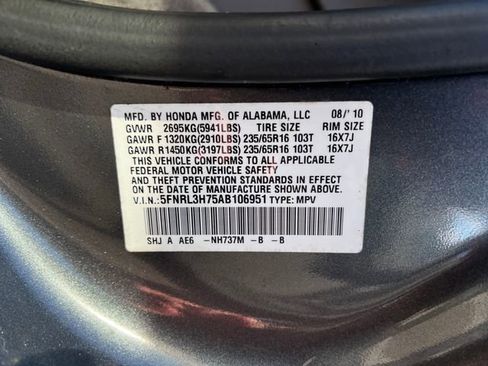 MFD. BY HONDA MFG. OF ALABAMA, LLC 08/'10
GVWR 2695KG(5941LBS) TIRE SIZE RIM SIZE
GAWR F 1320KG(2910LBS) 235/65R16 103T 16X7J
GAWR R 1450KG(3197LBS) 235/65R16 103T 16X7J
THIS VEHICLE CONFORMS TO ALL APPLICABLE
FEDERAL MOTOR VEHICLE SAFETY
AND THEFT PREVENTION STANDARDS IN EFFECT
ON THE DATE OF MANUFACTURE SHOWN ABOVE.
V.I.N.: 5FNRL3H75AB106951 TYPE: MPV
SHJ A AE6 -NH737M -B -B